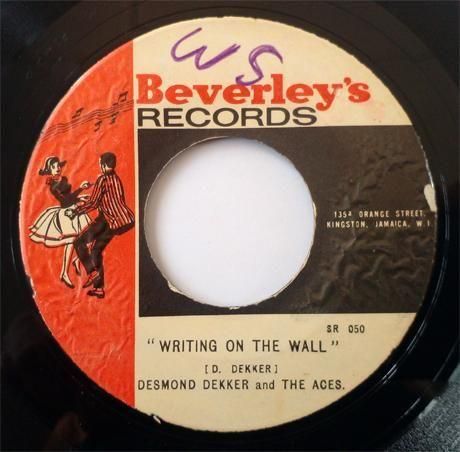 WS
Beverley's
RECORDS
135A ORANGE STREET,
KINGSTON, JAMAICA, W.I
SR 050
"WRITING ON THE WALL"
[D. DEKKER]
DESMOND DEKKER and THE ACES.